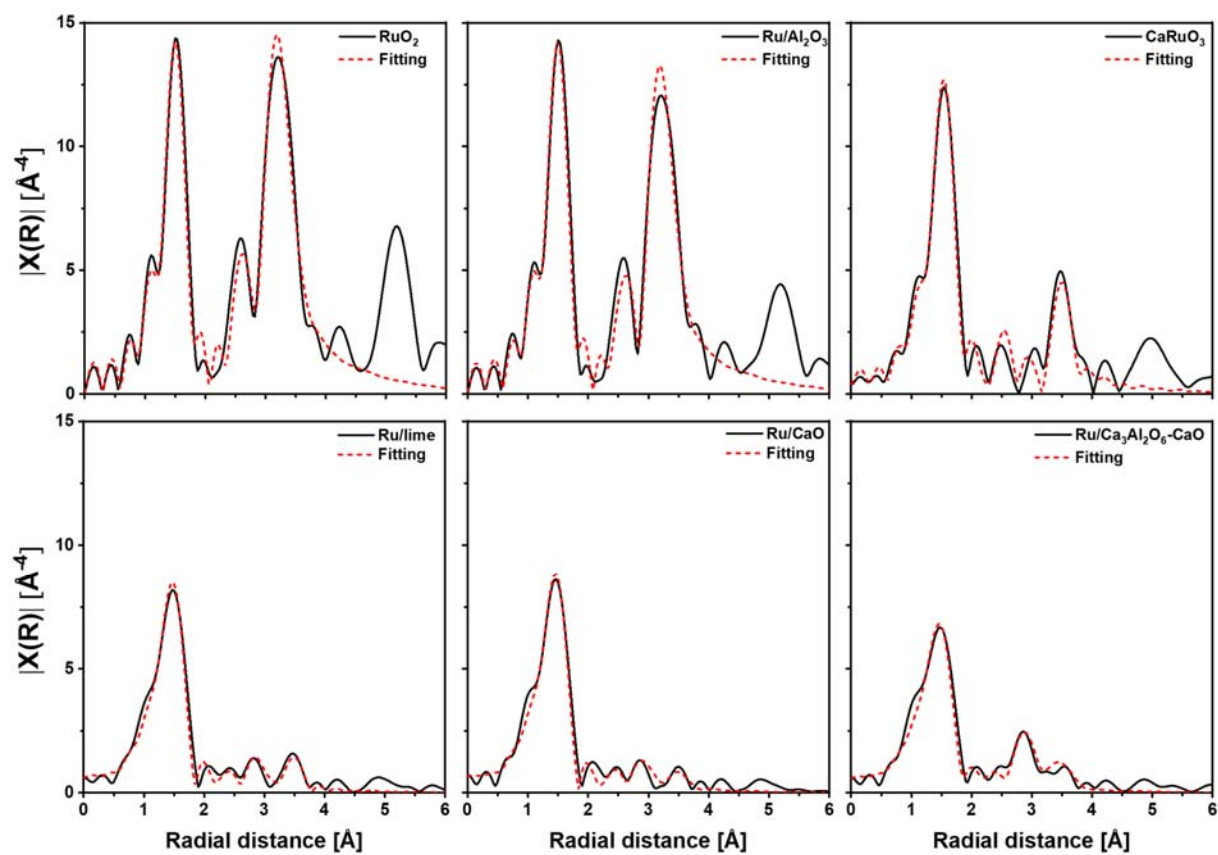 RuO₂
Fitting
Ru/Al₂O₃
Fitting
CaRuO₃
Fitting
|X(R)| [Å⁻⁴]
15
10
5
0
Ru/lime
Fitting
Ru/CaO
Fitting
Ru/Ca₃Al₂O₆-CaO
Fitting
|X(R)| [Å⁻⁴]
15
10
5
0
0 1 2 3 4 5 6
0 1 2 3 4 5 6
0 1 2 3 4 5 6
Radial distance [Å]
Radial distance [Å]
Radial distance [Å]